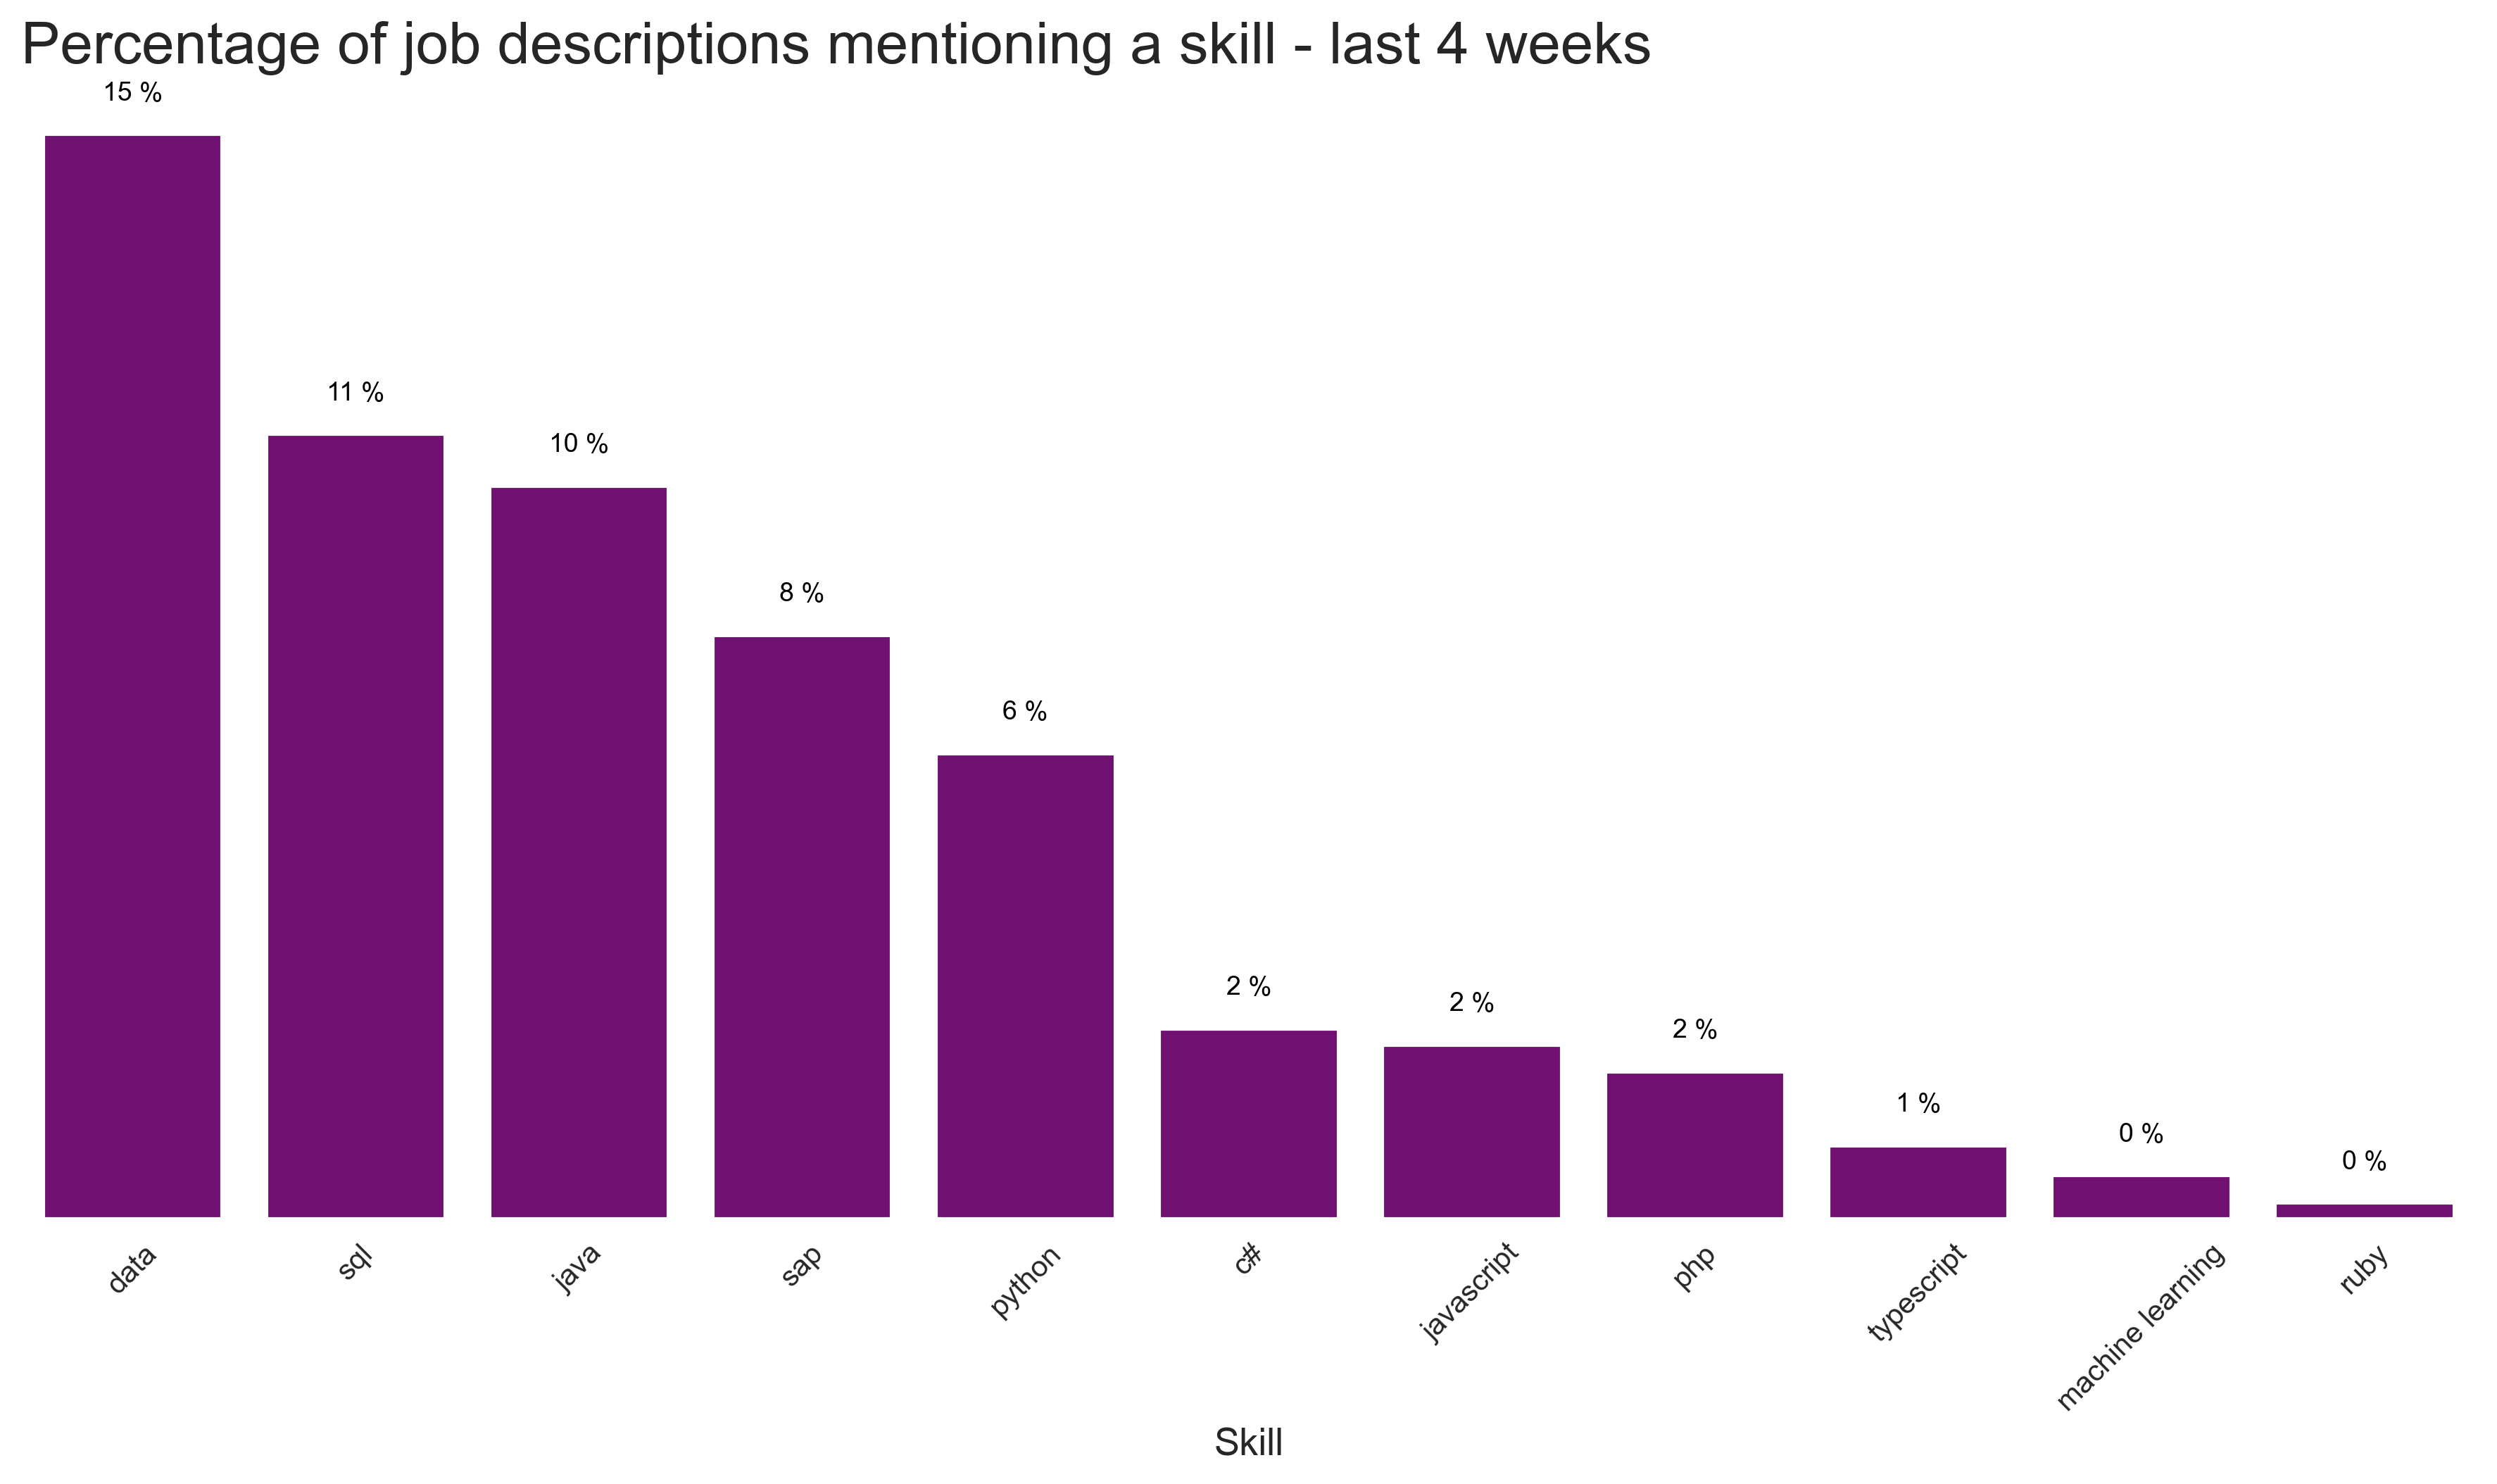 Percentage of job descriptions mentioning a skill - last 4 weeks
15 %
11 %
10 %
8 %
6 %
2 %
2 %
2 %
1 %
0 %
0 %
data
sql
java
sap
python
c#
javascript
php
typescript
machine learning
ruby
Skill